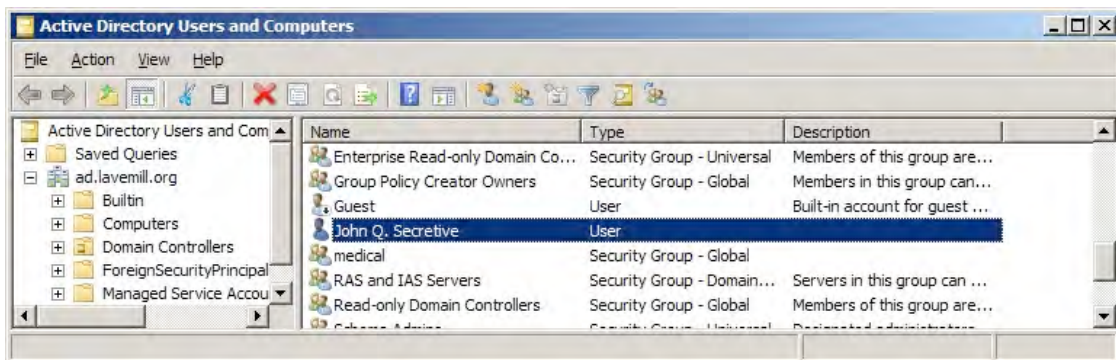 Active Directory Users and Computers
File Action View Help
Active Directory Users and Com
Saved Queries
ad.lavemill.org
Builtin
Computers
Domain Controllers
ForeignSecurityPrincipal
Managed Service Accou
Name Type Description
Enterprise Read-only Domain Co... Security Group - Universal Members of this group are...
Group Policy Creator Owners Security Group - Global Members in this group can...
Guest User Built-in account for guest ...
John Q. Secretive User
medical Security Group - Global
RAS and IAS Servers Security Group - Domain... Servers in this group can ...
Read-only Domain Controllers Security Group - Global Members of this group are...